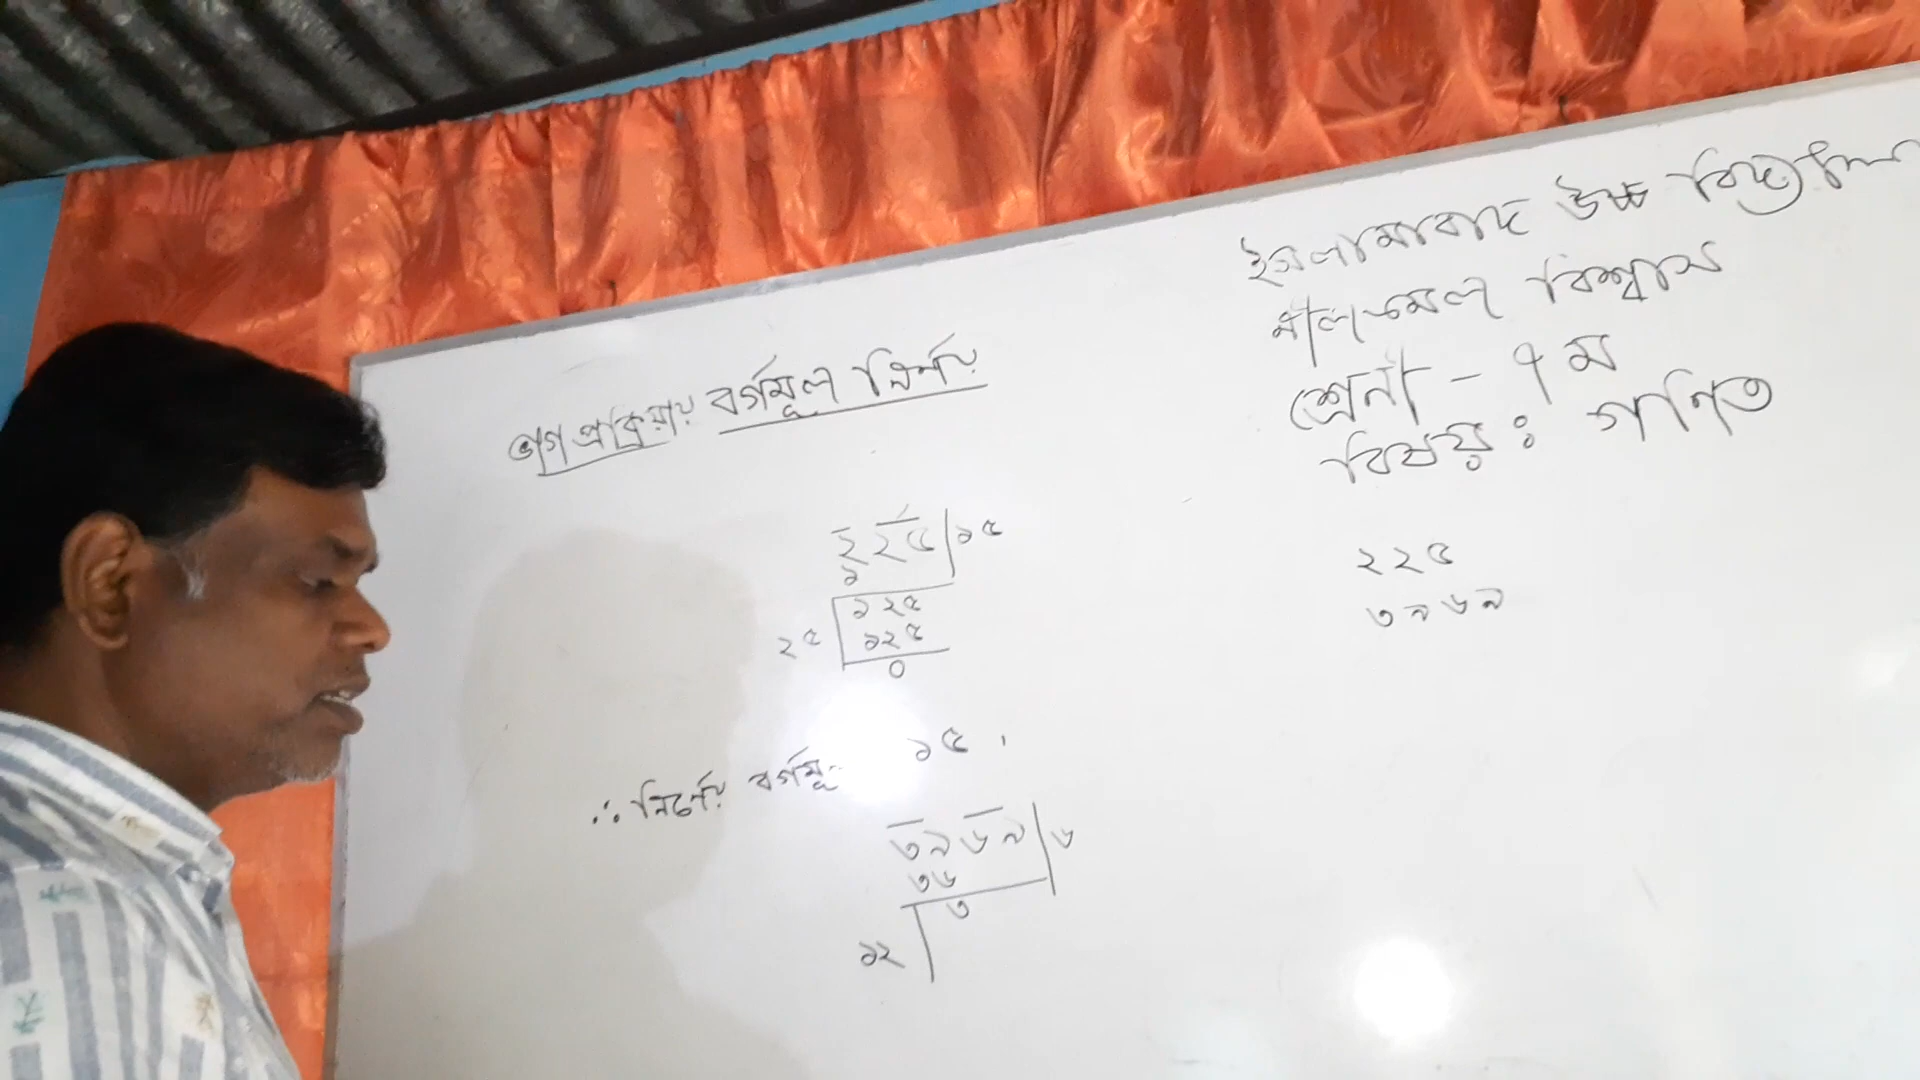 ভাগ প্রক্রিয়ায় বর্গমূল নির্ণয়
২২৫ ১৫
১
১২৫
২৫ ১২৫
০
∴ নির্ণেয় বর্গমূ ১৫ ।
৩৯৬৯ ৬
৩৬
৩
১২
ইসলামাবাদ উচ্চ বিদ্যালয়
বিশ্বাস
শ্রেনী - ৭ম
বিষয়ঃ গণিত
২২৫
৩৯৬৯